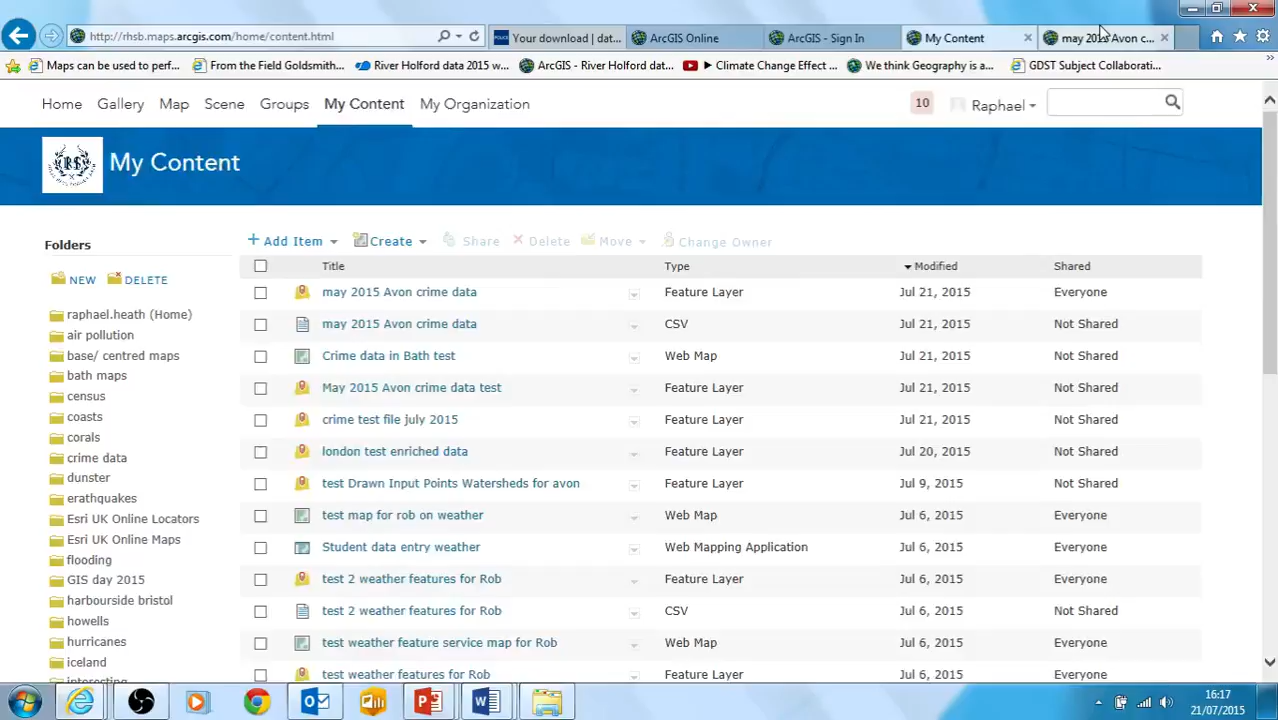 http://rhsb.maps.arcgis.com/home/content.html
Your download | dat...
ArcGIS Online
ArcGIS - Sign In
My Content
may 2015 Avon c...
Maps can be used to perf...
From the Field Goldsmith...
River Holford data 2015 w...
ArcGIS - River Holford dat...
Climate Change Effect ...
We think Geography is a...
GDST Subject Collaborati...
Home
Gallery
Map
Scene
Groups
My Content
My Organization
10
Raphael
My Content
Folders
NEW
DELETE
raphael.heath (Home)
air pollution
base/ centred maps
bath maps
census
coasts
corals
crime data
dunster
erathquakes
Esri UK Online Locators
Esri UK Online Maps
flooding
GIS day 2015
harbourside bristol
howells
hurricanes
iceland
interesting
Add Item
Create
Share
Delete
Move
Change Owner
Title Type Modified Shared
may 2015 Avon crime data Feature Layer Jul 21, 2015 Everyone
may 2015 Avon crime data CSV Jul 21, 2015 Not Shared
Crime data in Bath test Web Map Jul 21, 2015 Not Shared
May 2015 Avon crime data test Feature Layer Jul 21, 2015 Not Shared
crime test file july 2015 Feature Layer Jul 21, 2015 Not Shared
london test enriched data Feature Layer Jul 20, 2015 Not Shared
test Drawn Input Points Watersheds for avon Feature Layer Jul 9, 2015 Not Shared
test map for rob on weather Web Map Jul 6, 2015 Everyone
Student data entry weather Web Mapping Application Jul 6, 2015 Everyone
test 2 weather features for Rob Feature Layer Jul 6, 2015 Everyone
test 2 weather features for Rob CSV Jul 6, 2015 Not Shared
test weather feature service map for Rob Web Map Jul 6, 2015 Everyone
test weather features for Rob Feature Layer Jul 6, 2015 Everyone
16:17
21/07/2015